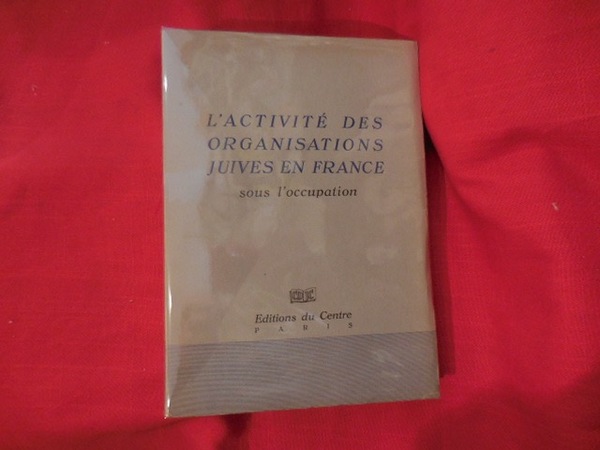 L'ACTIVITÉ DES
ORGANISATIONS
JUIVES EN FRANCE
sous l'occupation
Editions du Centre
PARIS